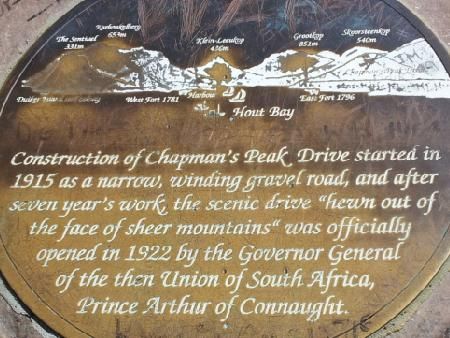 Karbonkelberg
653m
The Sentinel
331m
Klein-Leeukop
436m
Grootkop
851m
Skoorsteenkop
540m
Duiker Island
West Fort 1781
Harbour
East Fort 1796
Hout Bay
Construction of Chapman's Peak Drive started in
1915 as a narrow, winding gravel road, and after
seven year's work, the scenic drive "hewn out of
the face of sheer mountains" was officially
opened in 1922 by the Governor General
of the then Union of South Africa,
Prince Arthur of Connaught.